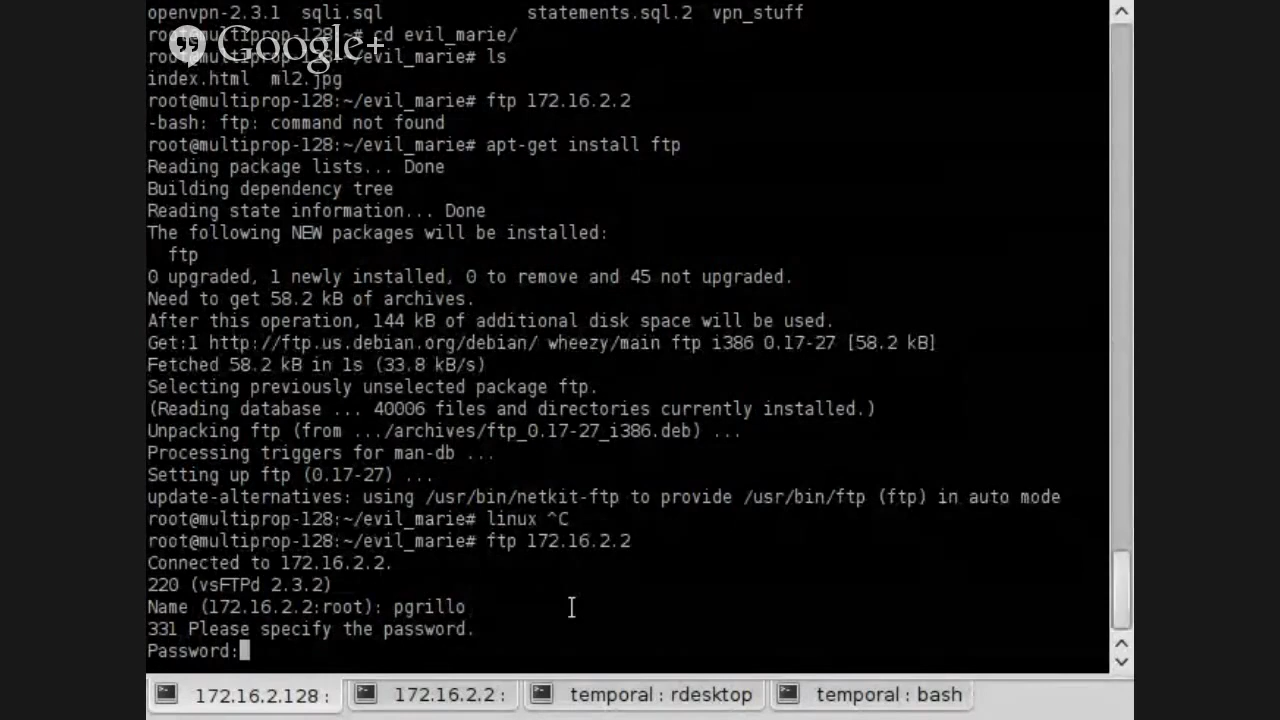 openvpn-2.3.1  sqli.sql              statements.sql.2  vpn_stuff
root@multiprop-128:~# cd evil_marie/
Google+
root@multiprop-128:~/evil_marie# ls
index.html  ml2.jpg
root@multiprop-128:~/evil_marie# ftp 172.16.2.2
-bash: ftp: command not found
root@multiprop-128:~/evil_marie# apt-get install ftp
Reading package lists... Done
Building dependency tree
Reading state information... Done
The following NEW packages will be installed:
  ftp
0 upgraded, 1 newly installed, 0 to remove and 45 not upgraded.
Need to get 58.2 kB of archives.
After this operation, 144 kB of additional disk space will be used.
Get:1 http://ftp.us.debian.org/debian/ wheezy/main ftp i386 0.17-27 [58.2 kB]
Fetched 58.2 kB in 1s (33.8 kB/s)
Selecting previously unselected package ftp.
(Reading database ... 40006 files and directories currently installed.)
Unpacking ftp (from .../archives/ftp_0.17-27_i386.deb) ...
Processing triggers for man-db ...
Setting up ftp (0.17-27) ...
update-alternatives: using /usr/bin/netkit-ftp to provide /usr/bin/ftp (ftp) in auto mode
root@multiprop-128:~/evil_marie# linux ^C
root@multiprop-128:~/evil_marie# ftp 172.16.2.2
Connected to 172.16.2.2.
220 (vsFTPd 2.3.2)
Name (172.16.2.2:root): pgrillo
331 Please specify the password.
Password:
172.16.2.128 :  172.16.2.2 :  temporal : rdesktop  temporal : bash